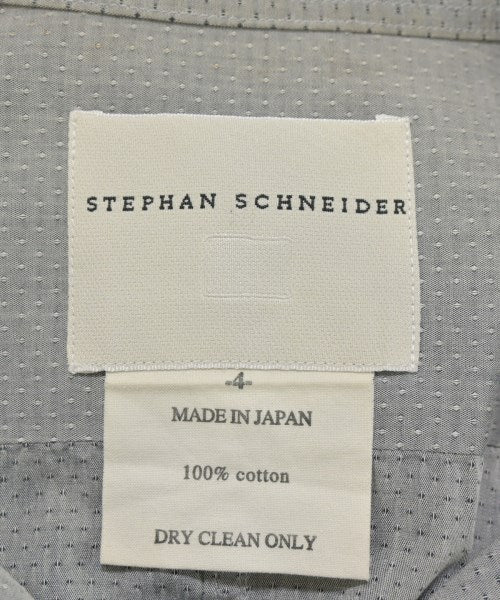 STEPHAN SCHNEIDER
-4-
MADE IN JAPAN
100% cotton
DRY CLEAN ONLY